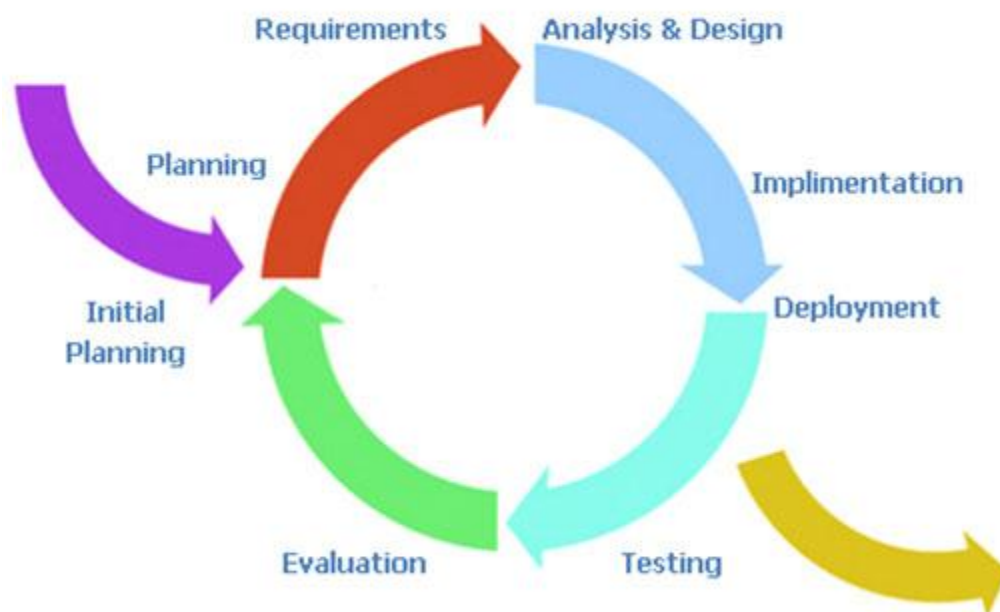 Requirements
Analysis & Design
Planning
Implimentation
Initial
Planning
Deployment
Evaluation
Testing